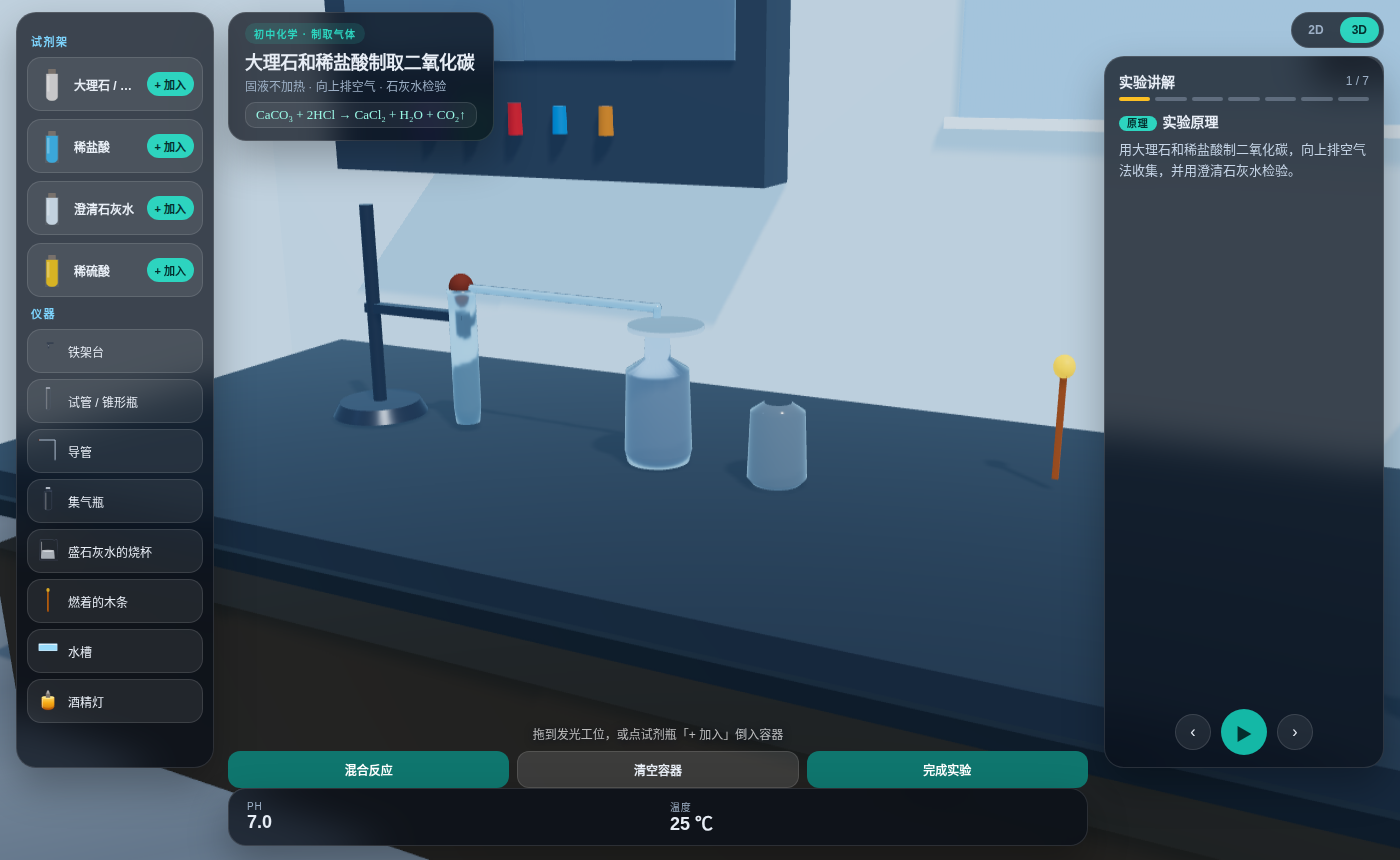 试剂架
大理石 / ...
+ 加入
稀盐酸
+ 加入
澄清石灰水
+ 加入
稀硫酸
+ 加入
仪器
铁架台
试管 / 锥形瓶
导管
集气瓶
盛石灰水的烧杯
燃着的木条
水槽
酒精灯
初中化学 · 制取气体
大理石和稀盐酸制取二氧化碳
固液不加热 · 向上排空气 · 石灰水检验
CaCO₃ + 2HCl → CaCl₂ + H₂O + CO₂↑
2D
3D
实验讲解
1 / 7
原理 实验原理
用大理石和稀盐酸制二氧化碳，向上排空气
法收集，并用澄清石灰水检验。
‹
›
拖到发光工位，或点试剂瓶「+ 加入」倒入容器
混合反应
清空容器
完成实验
PH
7.0
温度
25 ℃